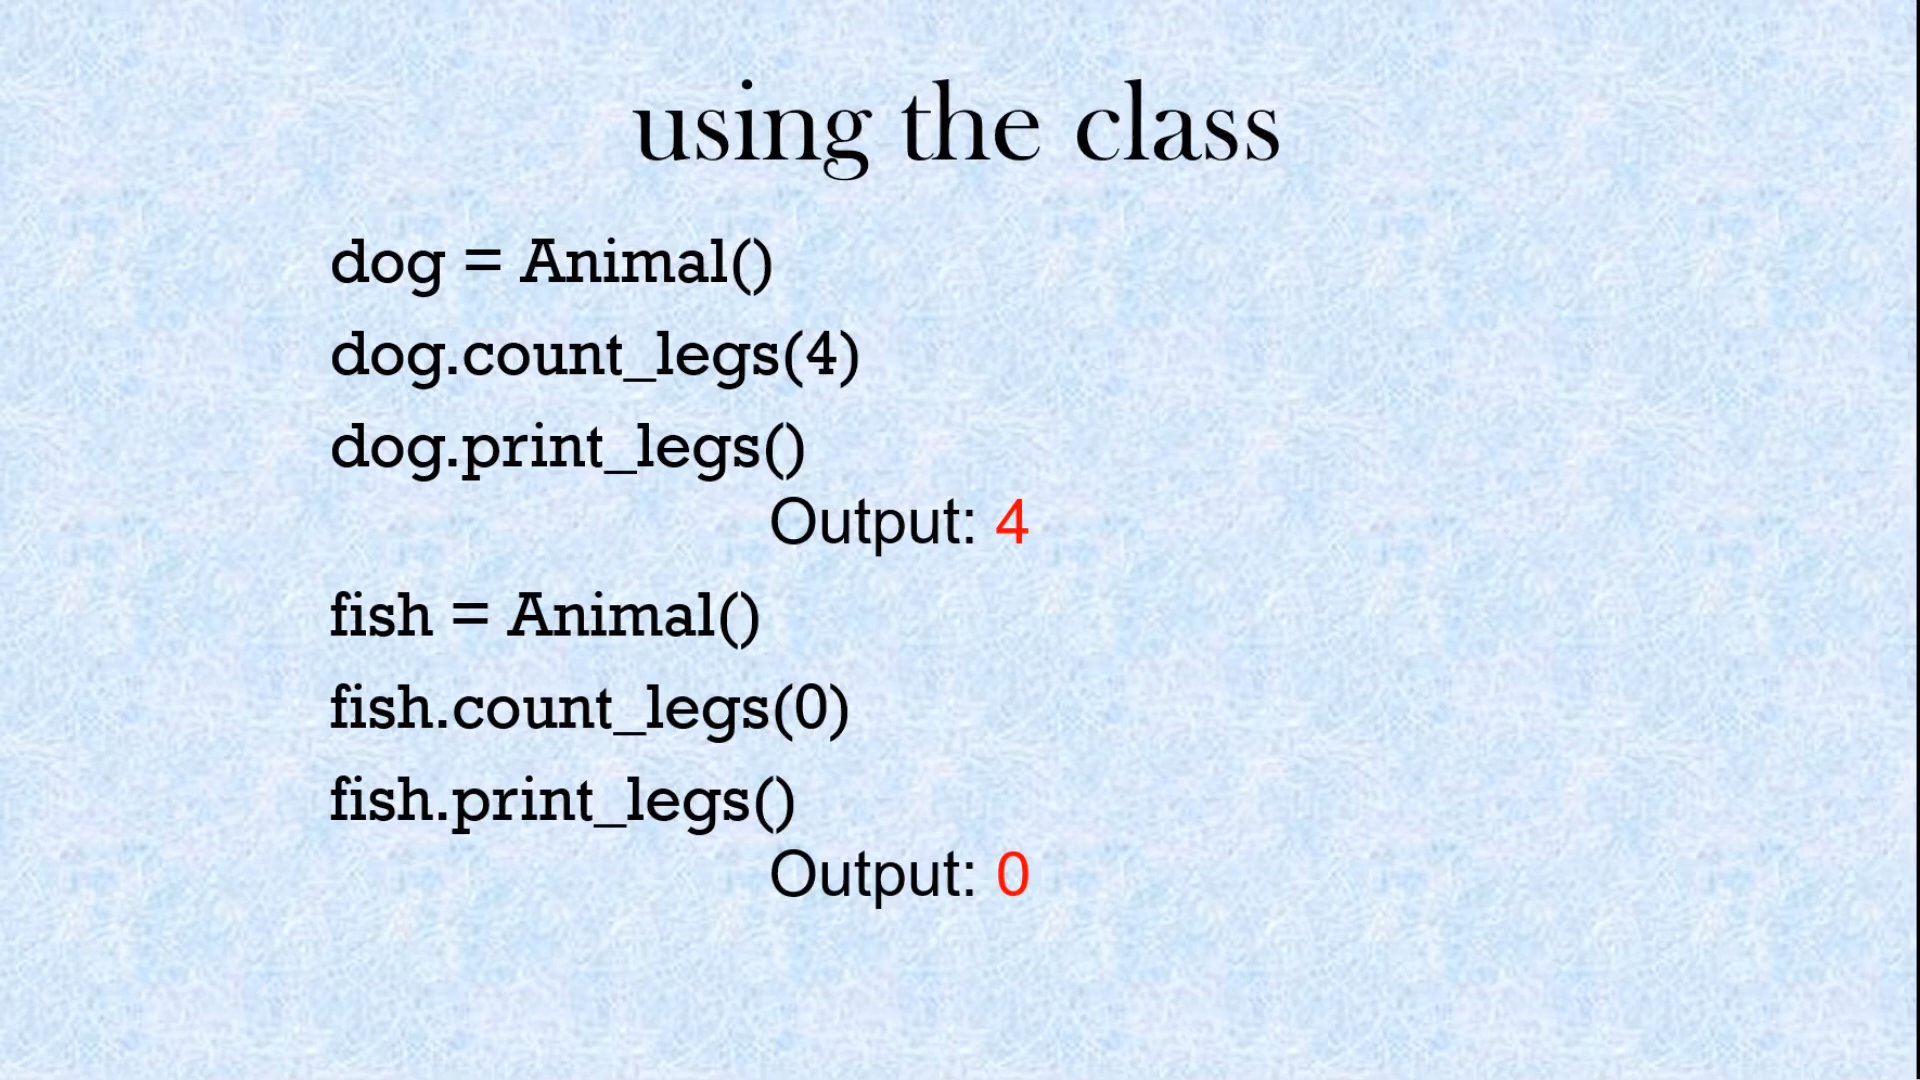 using the class
dog = Animal()
dog.count_legs(4)
dog.print_legs()
Output: 4
fish = Animal()
fish.count_legs(0)
fish.print_legs()
Output: 0